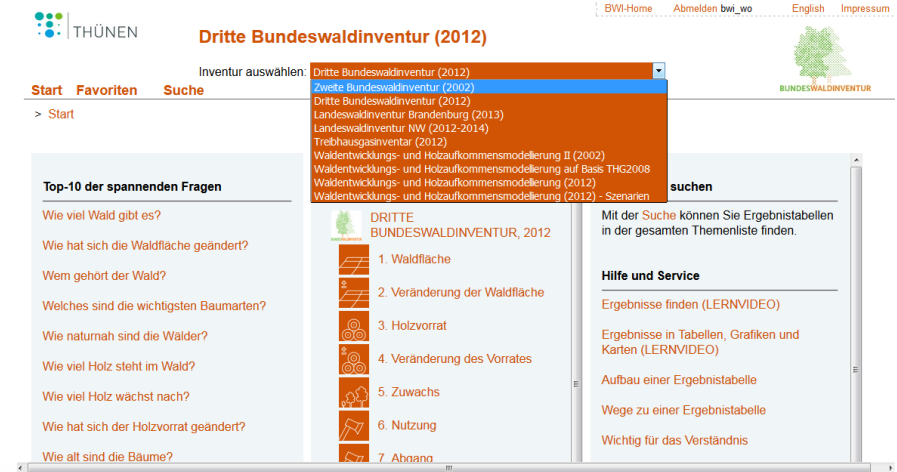 BWI-Home Abmelden bwi_wo English Impressum
THÜNEN
Dritte Bundeswaldinventur (2012)
BUNDESWALDINVENTUR
Inventur auswählen: Dritte Bundeswaldinventur (2012)
Zweite Bundeswaldinventur (2002)
Dritte Bundeswaldinventur (2012)
Landeswaldinventur Brandenburg (2013)
Landeswaldinventur NW (2012-2014)
Treibhausgasinventar (2012)
Waldentwicklungs- und Holzaufkommensmodellierung II (2002)
Waldentwicklungs- und Holzaufkommensmodellierung auf Basis THG2008
Waldentwicklungs- und Holzaufkommensmodellierung (2012)
Waldentwicklungs- und Holzaufkommensmodellierung (2012) - Szenarien
Start Favoriten Suche
> Start
Top-10 der spannenden Fragen
Wie viel Wald gibt es?
Wie hat sich die Waldfläche geändert?
Wem gehört der Wald?
Welches sind die wichtigsten Baumarten?
Wie naturnah sind die Wälder?
Wie viel Holz steht im Wald?
Wie viel Holz wächst nach?
Wie hat sich der Holzvorrat geändert?
Wie alt sind die Bäume?
DRITTE
BUNDESWALDINVENTUR, 2012
1. Waldfläche
2. Veränderung der Waldfläche
3. Holzvorrat
4. Veränderung des Vorrates
5. Zuwachs
6. Nutzung
7. Abgang
suchen
Mit der Suche können Sie Ergebnistabellen
in der gesamten Themenliste finden.
Hilfe und Service
Ergebnisse finden (LERNVIDEO)
Ergebnisse in Tabellen, Grafiken und
Karten (LERNVIDEO)
Aufbau einer Ergebnistabelle
Wege zu einer Ergebnistabelle
Wichtig für das Verständnis